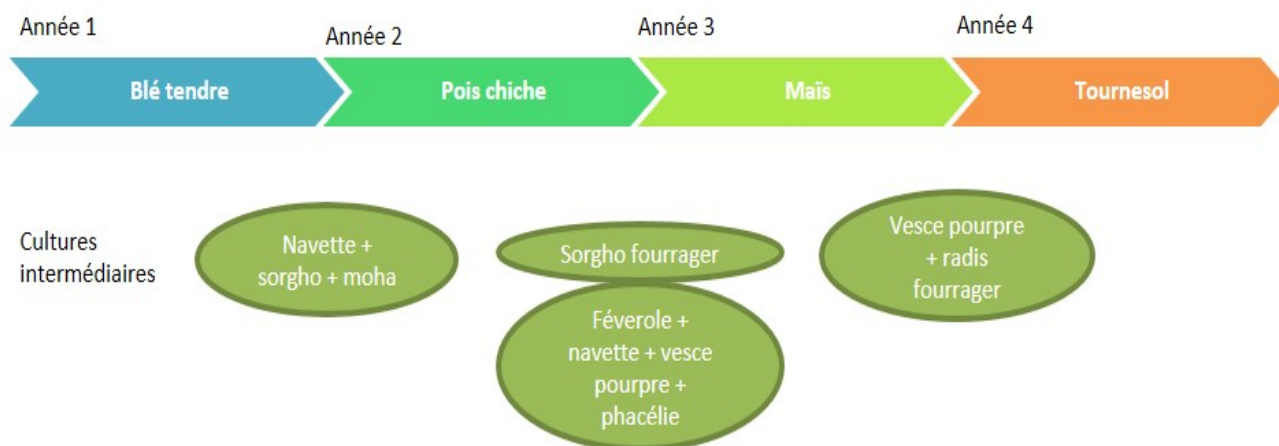 Année 1
Année 2
Année 3
Année 4
Blé tendre
Pois chiche
Maïs
Tournesol
Cultures
intermédiaires
Navette +
sorgho + moha
Sorgho fourrager
Féverole +
navette + vesce
pourpre +
phacélie
Vesce pourpre
+ radis
fourrager